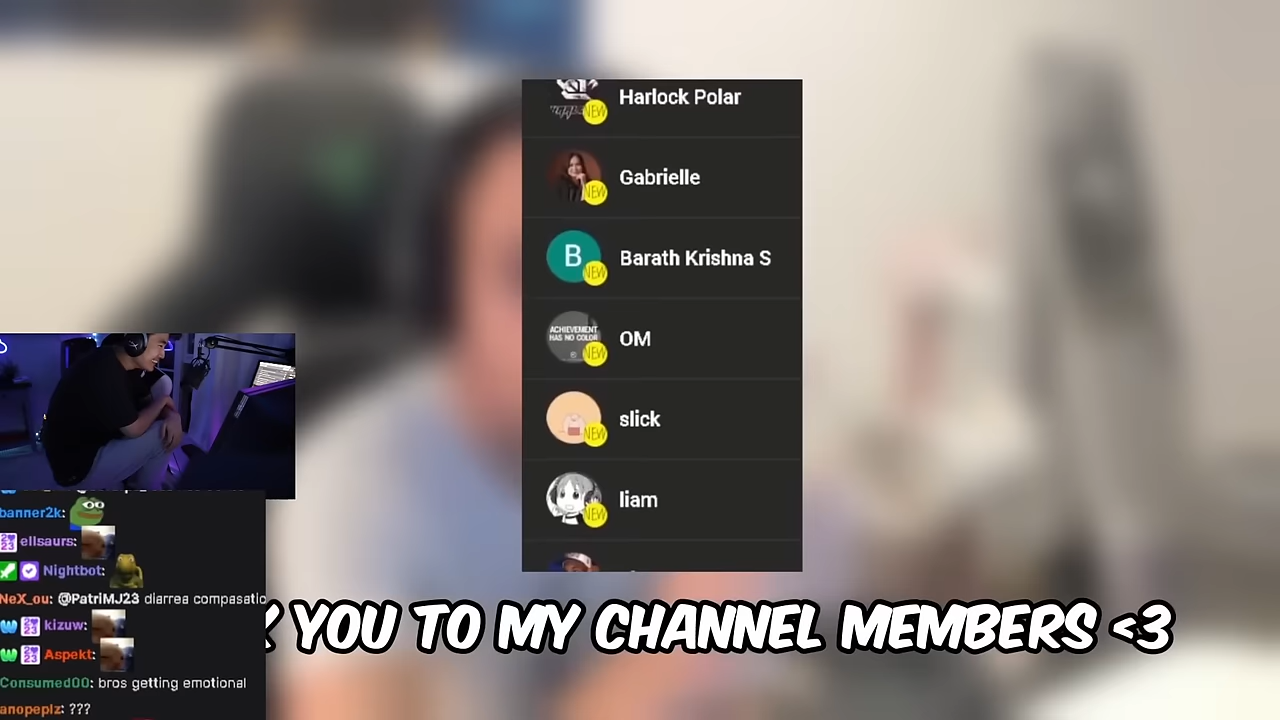 Harlock Polar
NEW
Gabrielle
NEW
B
Barath Krishna S
NEW
ACHIEVEMENT
HAS NO COLOR
OM
NEW
slick
NEW
liam
NEW
YOU TO MY CHANNEL MEMBERS <3
banner2k:
ellsaurs:
Nightbot:
NeX_ou: @PatriMJ23 diarrea compasatio
kizuw:
Aspekt:
Consumed00: bros getting emotional
anopeplz: ???